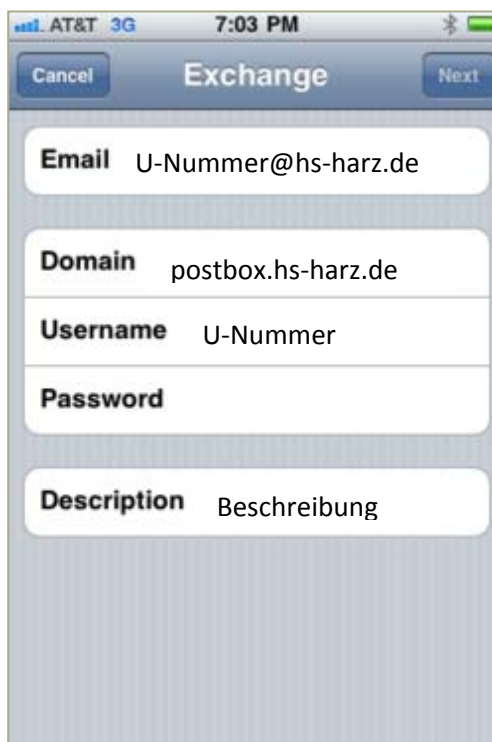 AT&T 3G 7:03 PM
Cancel Exchange Next
Email U-Nummer@hs-harz.de
Domain postbox.hs-harz.de
Username U-Nummer
Password
Description Beschreibung